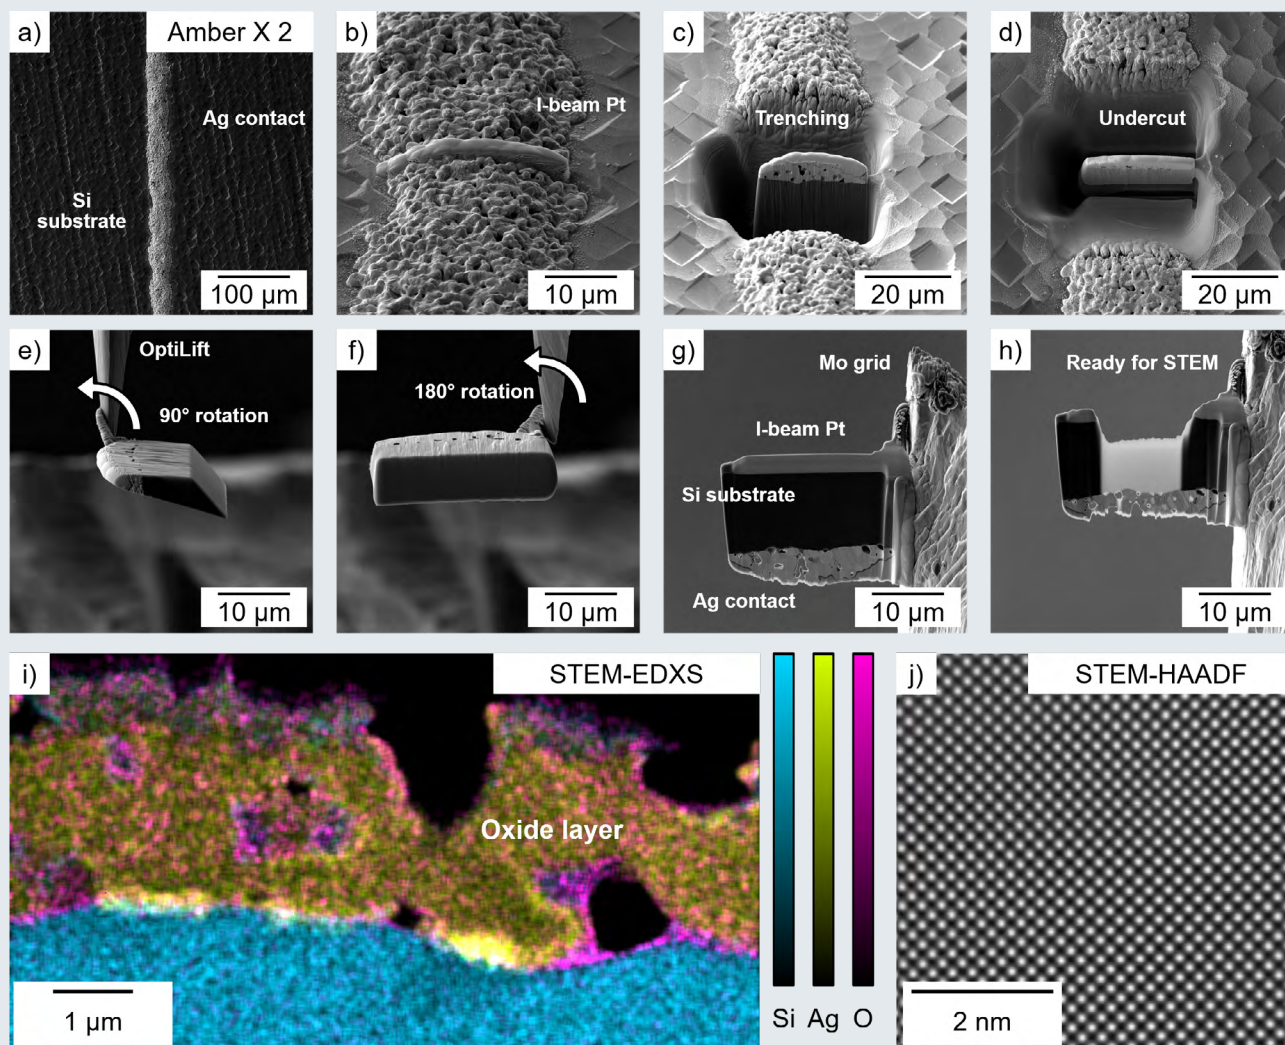 a)
Amber X 2
Ag contact
Si
substrate
100 µm
b)
I-beam Pt
10 µm
c)
Trenching
20 µm
d)
Undercut
20 µm
e)
OptiLift
90° rotation
10 µm
f)
180° rotation
10 µm
g)
Mo grid
I-beam Pt
Si substrate
Ag contact
10 µm
h)
Ready for STEM
10 µm
i)
STEM-EDXS
Oxide layer
1 µm
Si Ag O
j)
STEM-HAADF
2 nm